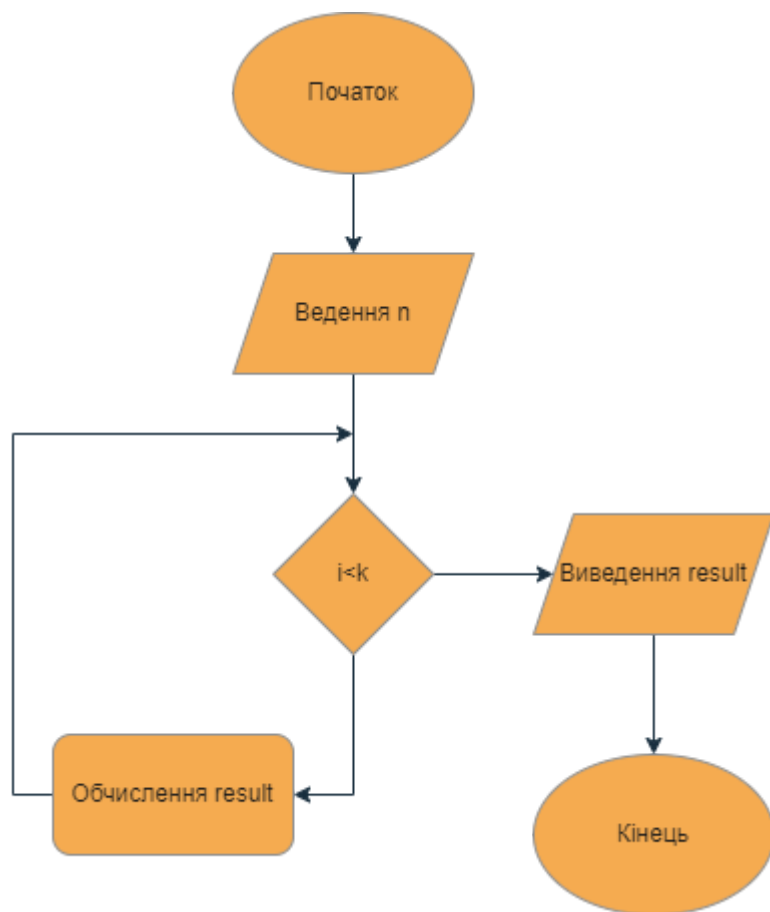 Початок
Ведення n
i<k
Виведення result
Обчислення result
Кінець